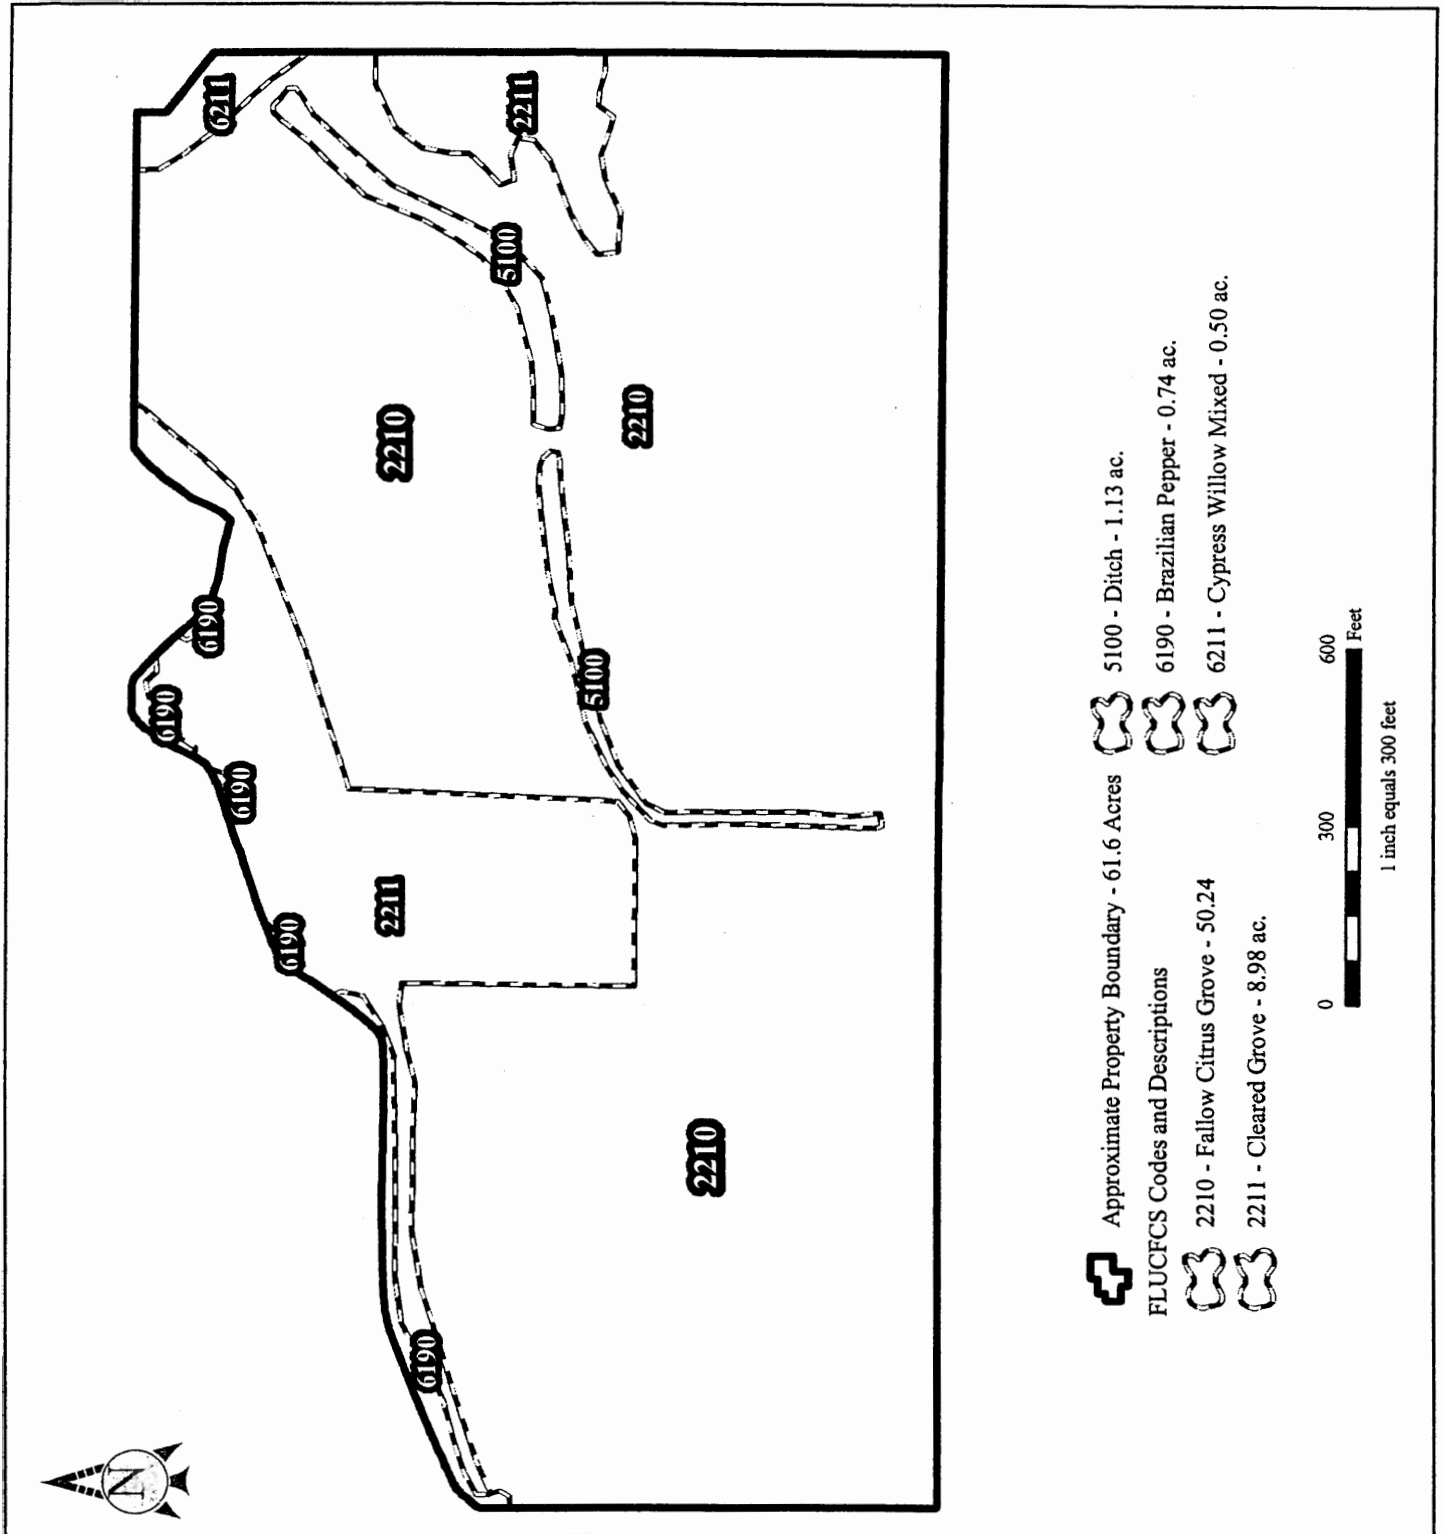 6211
2211
5100
2210
2210
6190
6190
5100
6190
2211
6190
2210
6190
N
Approximate Property Boundary - 61.6 Acres
FLUCFCS Codes and Descriptions
2210 - Fallow Citrus Grove - 50.24
2211 - Cleared Grove - 8.98 ac.
5100 - Ditch - 1.13 ac.
6190 - Brazilian Pepper - 0.74 ac.
6211 - Cypress Willow Mixed - 0.50 ac.
0 300 600
Feet
1 inch equals 300 feet